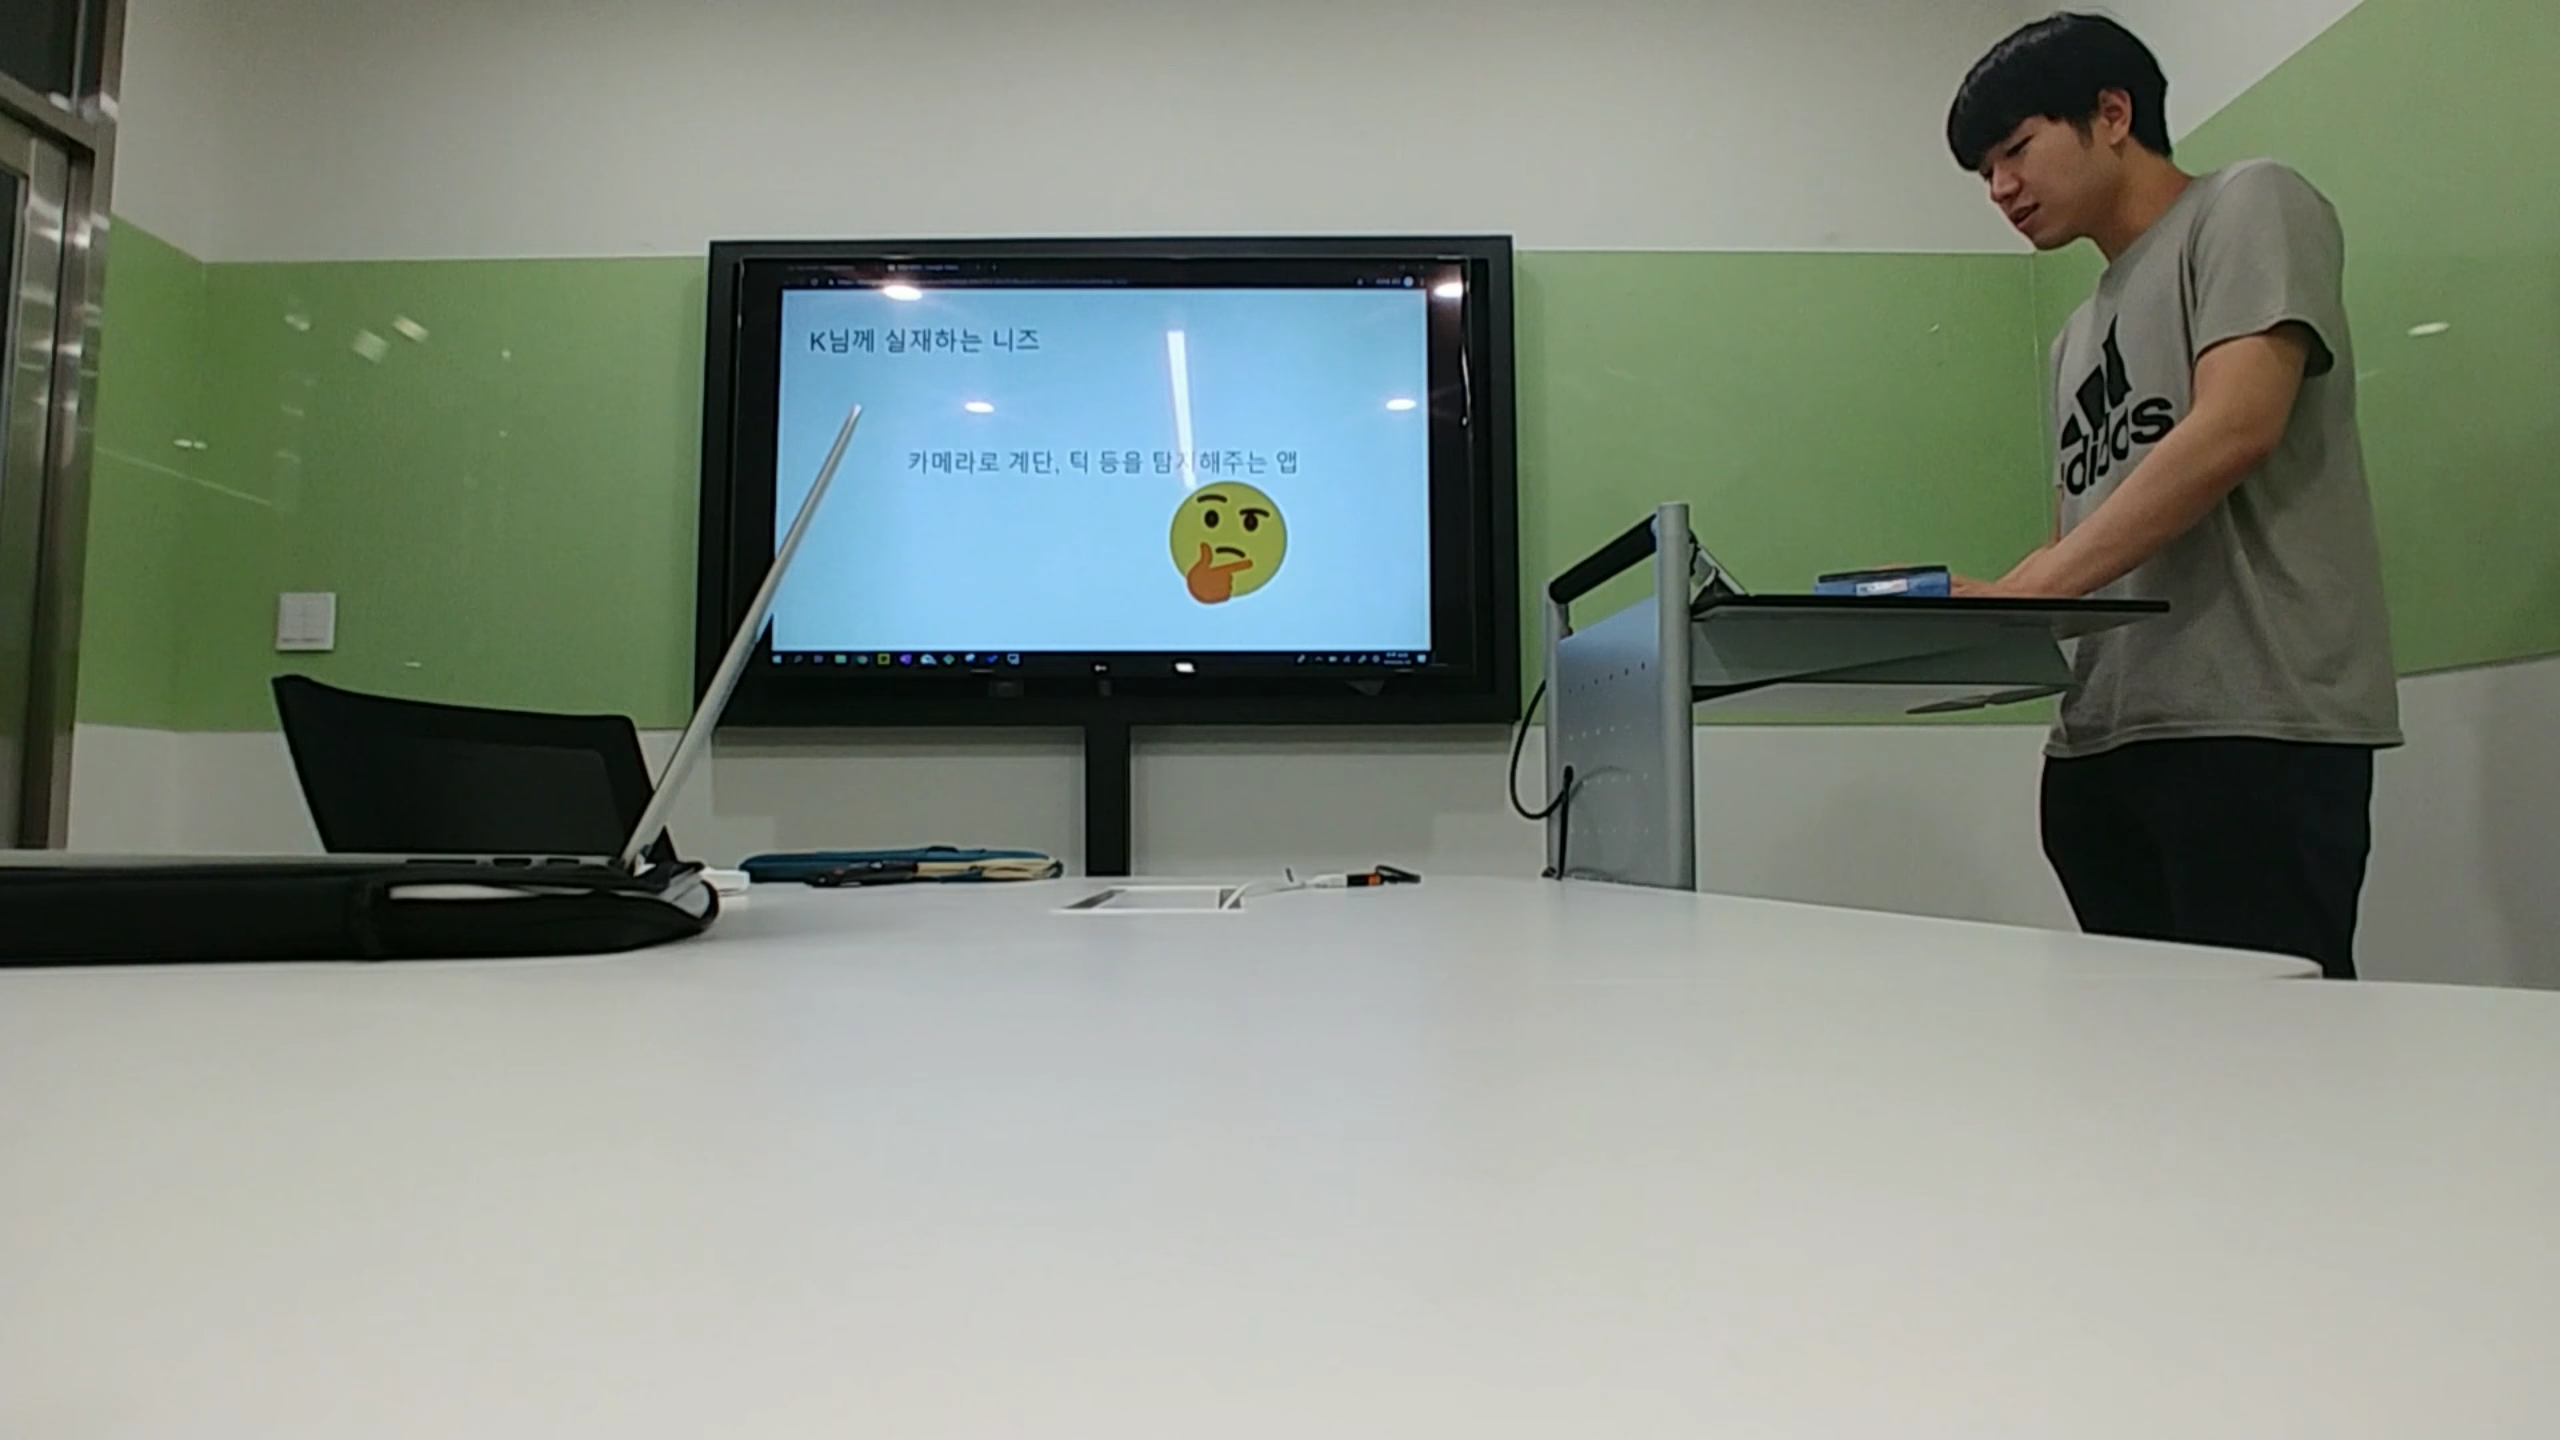 K님께 실재하는 니즈
카메라로 계단, 턱 등을 탐지해주는 앱
adidas